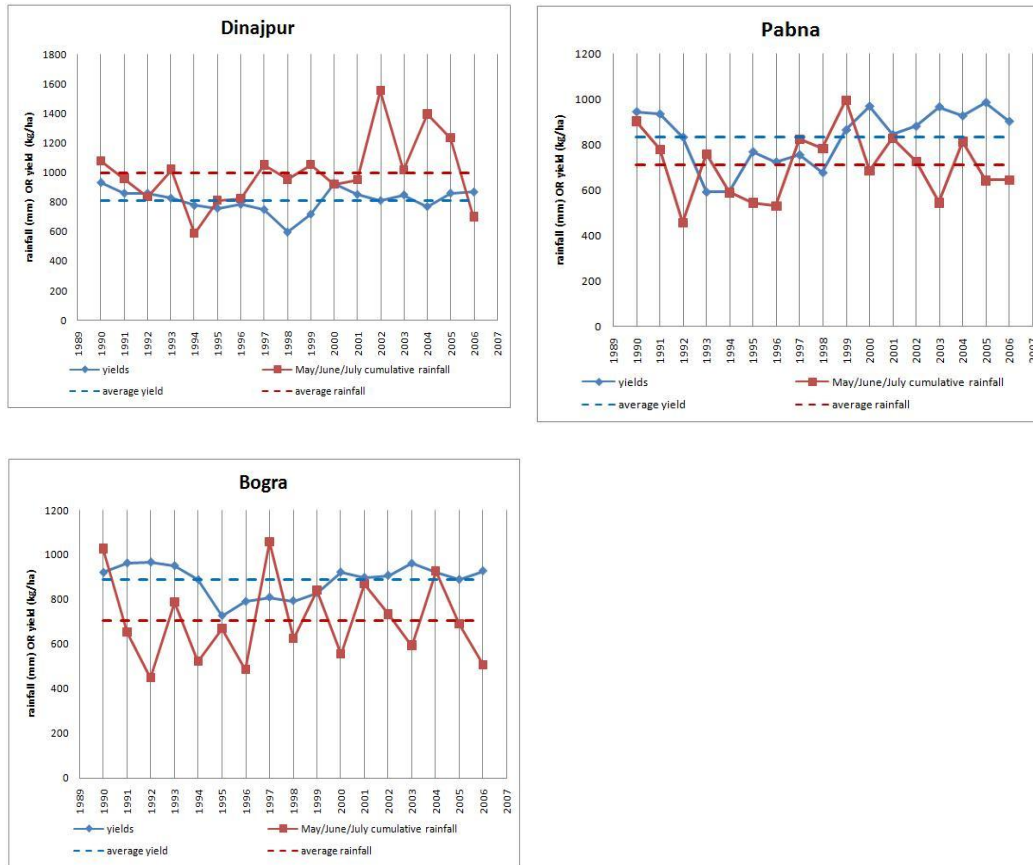 Dinajpur
rainfall (mm) OR yield (kg/ha)
1800
1600
1400
1200
1000
800
600
400
200
0
1989 1990 1991 1992 1993 1994 1995 1996 1997 1998 1999 2000 2001 2002 2003 2004 2005 2006 2007
yields May/June/July cumulative rainfall
average yield average rainfall
Pabna
rainfall (mm) OR yield (kg/ha)
1200
1000
800
600
400
200
0
1989 1990 1991 1992 1993 1994 1995 1996 1997 1998 1999 2000 2001 2002 2003 2004 2005 2006 2007
yields May/June/July cumulative rainfall
average yield average rainfall
Bogra
rainfall (mm) OR yield (kg/ha)
1200
1000
800
600
400
200
0
1989 1990 1991 1992 1993 1994 1995 1996 1997 1998 1999 2000 2001 2002 2003 2004 2005 2006 2007
yields May/June/July cumulative rainfall
average yield average rainfall